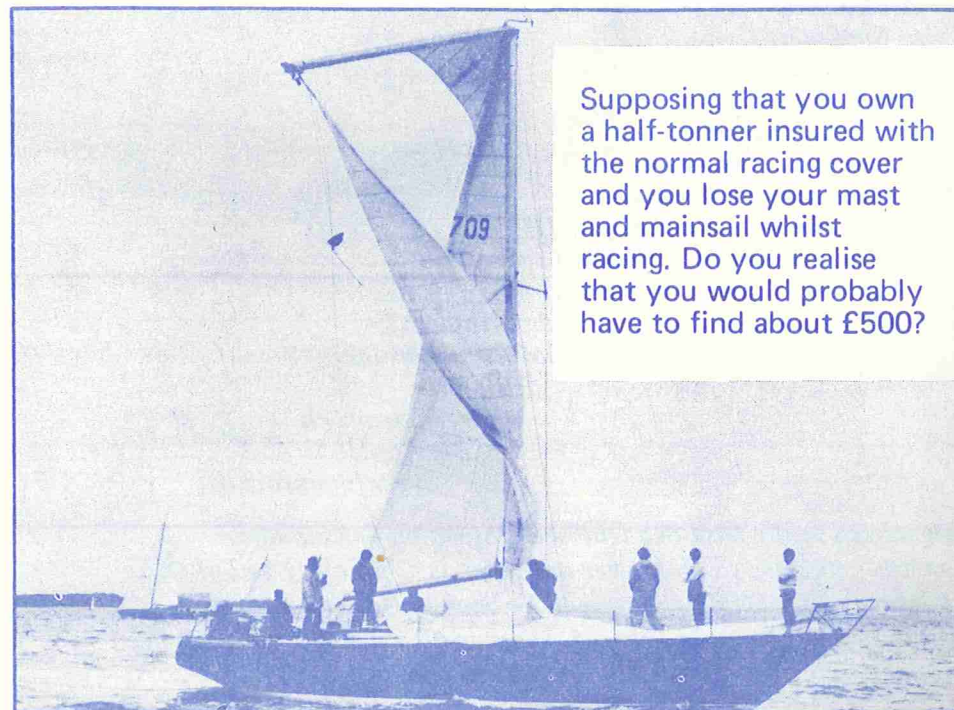 Supposing that you own
a half-tonner insured with
the normal racing cover
and you lose your mast
and mainsail whilst
racing. Do you realise
that you would probably
have to find about £500?
709